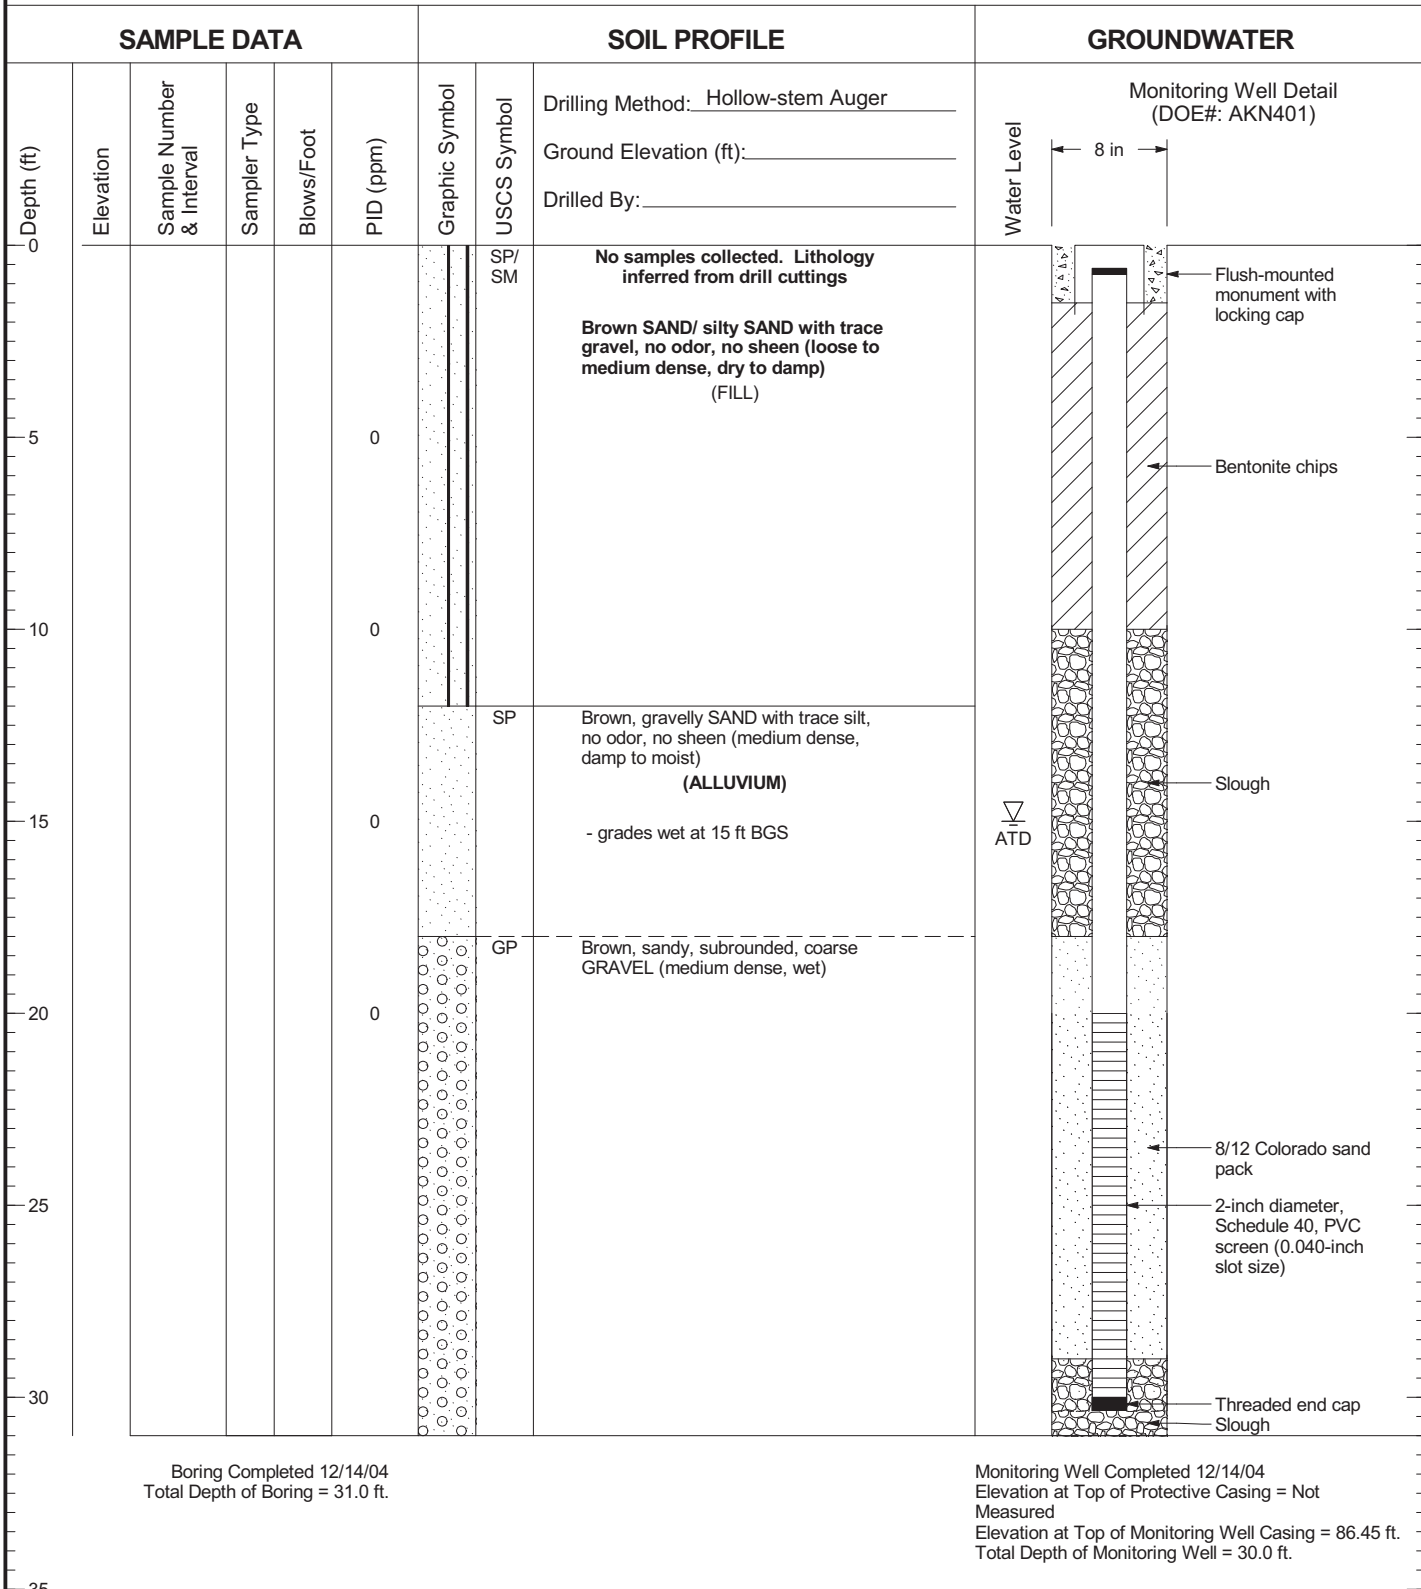 SAMPLE DATA
SOIL PROFILE
GROUNDWATER
Depth (ft)
Elevation
Sample Number
& Interval
Sampler Type
Blows/Foot
PID (ppm)
Graphic Symbol
USCS Symbol
Drilling Method: Hollow-stem Auger
Ground Elevation (ft):
Drilled By:
Water Level
Monitoring Well Detail
(DOE#: AKN401)
8 in
0
SP/
SM
No samples collected. Lithology
inferred from drill cuttings
Flush-mounted
monument with
locking cap
Brown SAND/ silty SAND with trace
gravel, no odor, no sheen (loose to
medium dense, dry to damp)
(FILL)
5
0
Bentonite chips
10
0
SP
Brown, gravelly SAND with trace silt,
no odor, no sheen (medium dense,
damp to moist)
(ALLUVIUM)
Slough
15
0
- grades wet at 15 ft BGS
ATD
GP
Brown, sandy, subrounded, coarse
GRAVEL (medium dense, wet)
20
0
8/12 Colorado sand
pack
25
2-inch diameter,
Schedule 40, PVC
screen (0.040-inch
slot size)
30
Threaded end cap
Slough
Boring Completed 12/14/04
Total Depth of Boring = 31.0 ft.
Monitoring Well Completed 12/14/04
Elevation at Top of Protective Casing = Not
Measured
Elevation at Top of Monitoring Well Casing = 86.45 ft.
Total Depth of Monitoring Well = 30.0 ft.
35